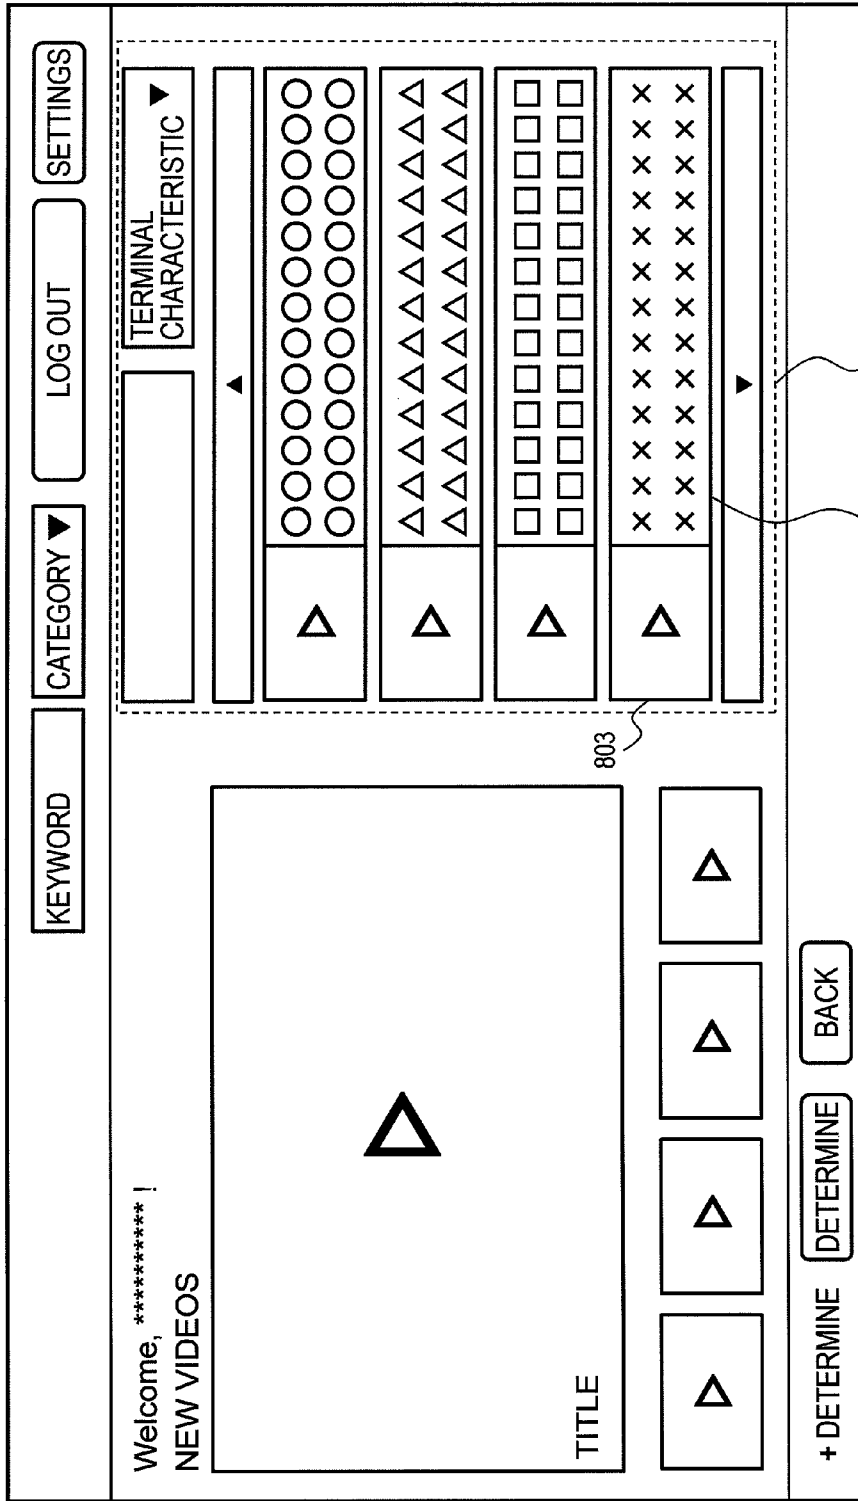 KEYWORD
CATEGORY ▼
LOG OUT
SETTINGS
Welcome, ********** !
NEW VIDEOS
TITLE
TERMINAL
CHARACTERISTIC ▼
803
+ DETERMINE
DETERMINE
BACK